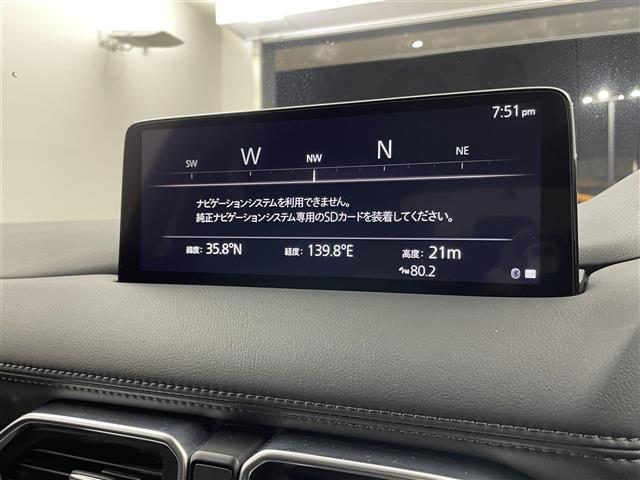 7:51 pm
SW W NW N NE
ナビゲーションシステムを利用できません。
純正ナビゲーションシステム専用のSDカードを装着してください。
緯度: 35.8°N 経度: 139.8°E 高度: 21m
FM 80.2